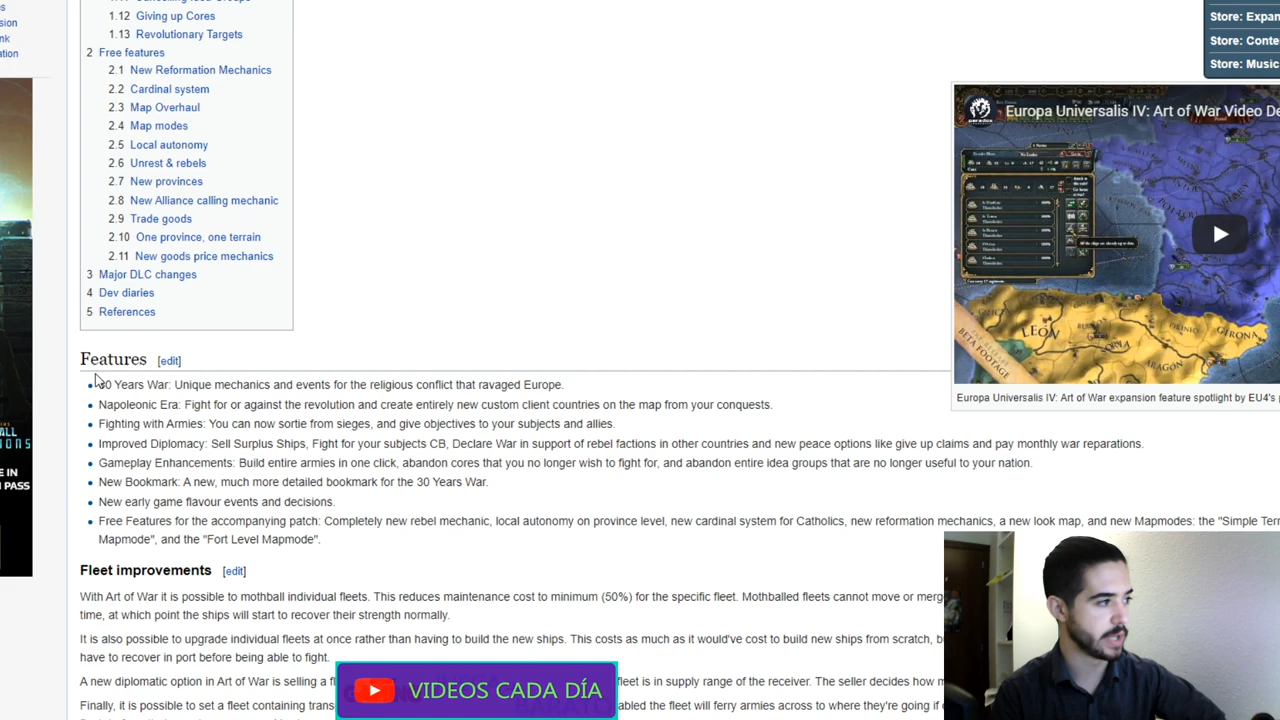 sion
nk
ation
1.12 Giving up Cores
1.13 Revolutionary Targets
2 Free features
2.1 New Reformation Mechanics
2.2 Cardinal system
2.3 Map Overhaul
2.4 Map modes
2.5 Local autonomy
2.6 Unrest & rebels
2.7 New provinces
2.8 New Alliance calling mechanic
2.9 Trade goods
2.10 One province, one terrain
2.11 New goods price mechanics
3 Major DLC changes
4 Dev diaries
5 References
Store: Expan
Store: Conte
Store: Music
Europa Universalis IV: Art of War Video De
LEÓN
SORIA
PIRINIO
GIRONA
ARAGÓN
BETA FOOTAGE
Europa Universalis IV: Art of War expansion feature spotlight by EU4's p
E IN
PASS
Features [edit]
30 Years War: Unique mechanics and events for the religious conflict that ravaged Europe.
Napoleonic Era: Fight for or against the revolution and create entirely new custom client countries on the map from your conquests.
Fighting with Armies: You can now sortie from sieges, and give objectives to your subjects and allies.
Improved Diplomacy: Sell Surplus Ships, Fight for your subjects CB, Declare War in support of rebel factions in other countries and new peace options like give up claims and pay monthly war reparations.
Gameplay Enhancements: Build entire armies in one click, abandon cores that you no longer wish to fight for, and abandon entire idea groups that are no longer useful to your nation.
New Bookmark: A new, much more detailed bookmark for the 30 Years War.
New early game flavour events and decisions.
Free Features for the accompanying patch: Completely new rebel mechanic, local autonomy on province level, new cardinal system for Catholics, new reformation mechanics, a new look map, and new Mapmodes: the "Simple Terr
Mapmode", and the "Fort Level Mapmode".
Fleet improvements [edit]
With Art of War it is possible to mothball individual fleets. This reduces maintenance cost to minimum (50%) for the specific fleet. Mothballed fleets cannot move or merg
time, at which point the ships will start to recover their strength normally.
It is also possible to upgrade individual fleets at once rather than having to build the new ships. This costs as much as it would've cost to build new ships from scratch, b
have to recover in port before being able to fight.
A new diplomatic option in Art of War is selling a fl
fleet is in supply range of the receiver. The seller decides how m
Finally, it is possible to set a fleet containing trans
abled the fleet will ferry armies across to where they're going if
VIDEOS CADA DÍA